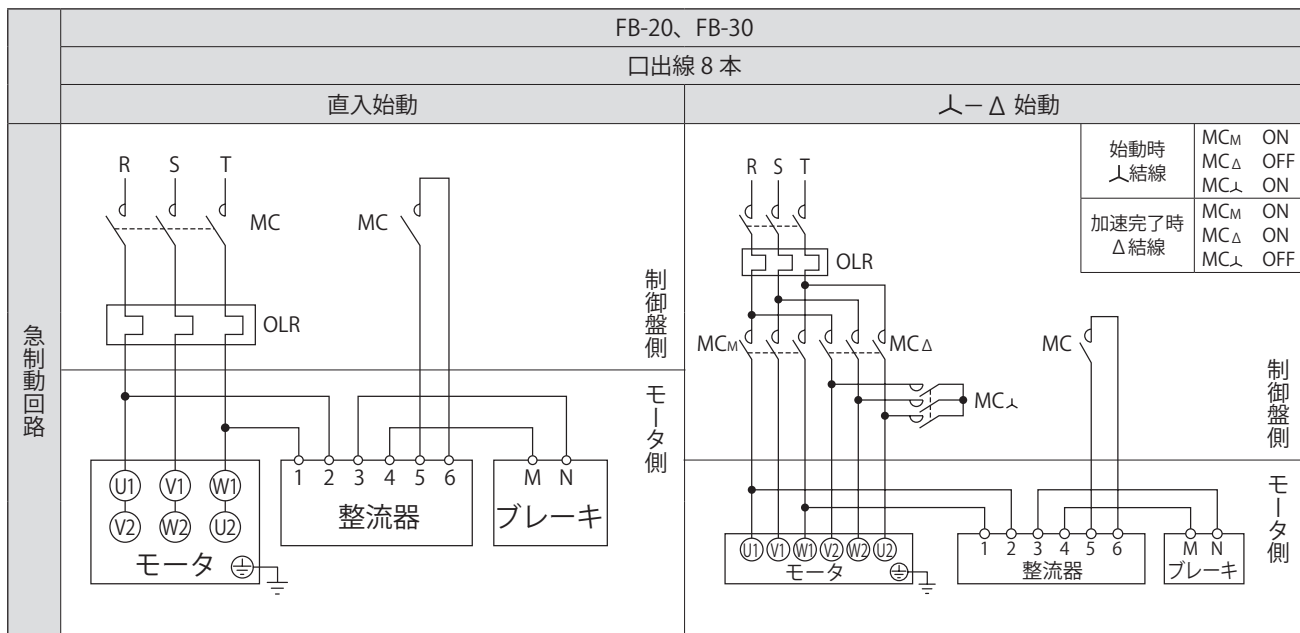 FB-20、FB-30
口出線 8 本
直入始動
人－Δ 始動
急制動回路
R S T
MC
MC
OLR
制御盤側
モータ側
1 2 3 4 5 6
M N
U1 V1 W1
V2 W2 U2
モータ
整流器
ブレーキ
始動時
人結線
MCM ON
MCΔ OFF
MC人 ON
加速完了時
Δ結線
MCM ON
MCΔ ON
MC人 OFF
R S T
OLR
MCM
MCΔ
MC
MC人
制御盤側
モータ側
U1 V1 W1 V2 W2 U2
モータ
1 2 3 4 5 6
整流器
M N
ブレーキ